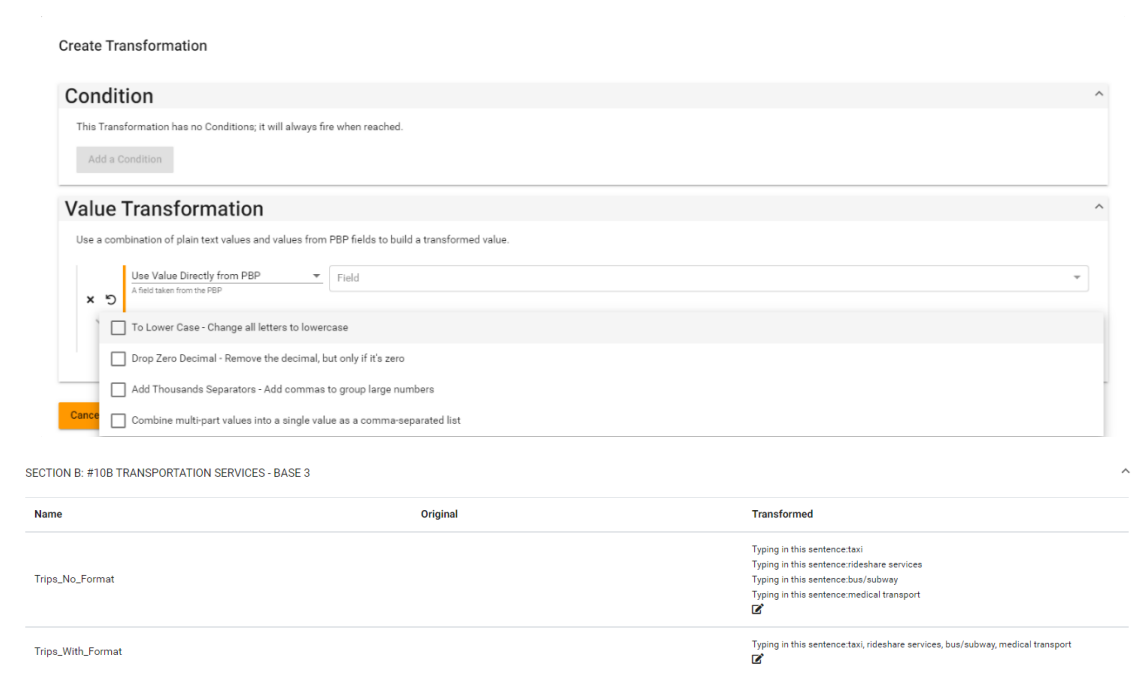 Create Transformation
Condition
This Transformation has no Conditions; it will always fire when reached.
Add a Condition
Value Transformation
Use a combination of plain text values and values from PBP fields to build a transformed value.
Use Value Directly from PBP
Field
A field taken from the PBP
To Lower Case - Change all letters to lowercase
Drop Zero Decimal - Remove the decimal, but only if it's zero
Add Thousands Separators - Add commas to group large numbers
Cance
Combine multi-part values into a single value as a comma-separated list
SECTION B: #10B TRANSPORTATION SERVICES - BASE 3
Name Original Transformed
Typing in this sentence:taxi
Typing in this sentence:rideshare services
Trips_No_Format
Typing in this sentence:bus/subway
Typing in this sentence:medical transport
Trips_With_Format
Typing in this sentence:taxi, rideshare services, bus/subway, medical transport